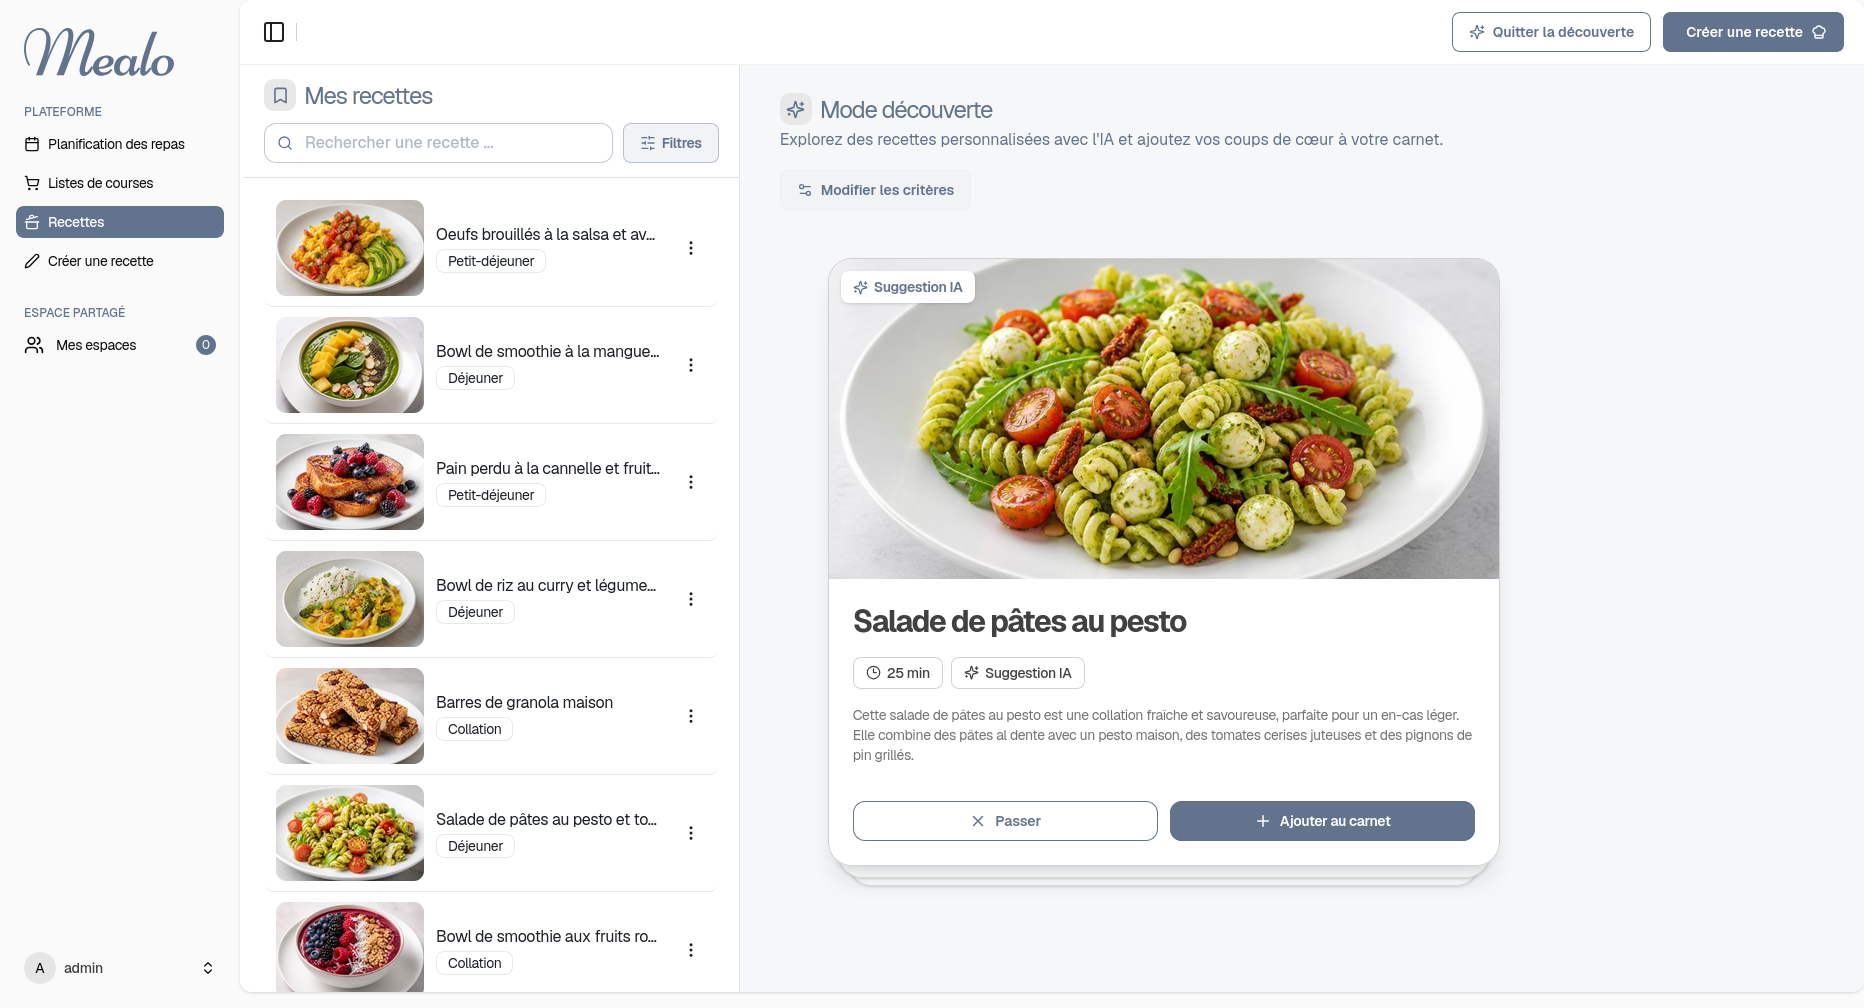 Mealo
PLATEFORME
Planification des repas
Listes de courses
Recettes
Créer une recette
ESPACE PARTAGÉ
Mes espaces
0
A
admin
Quitter la découverte
Créer une recette
Mes recettes
Rechercher une recette ...
Filtres
Oeufs brouillés à la salsa et av...
Petit-déjeuner
Bowl de smoothie à la mangue...
Déjeuner
Pain perdu à la cannelle et fruit...
Petit-déjeuner
Bowl de riz au curry et légume...
Déjeuner
Barres de granola maison
Collation
Salade de pâtes au pesto et to...
Déjeuner
Bowl de smoothie aux fruits ro...
Collation
Mode découverte
Explorez des recettes personnalisées avec l'IA et ajoutez vos coups de cœur à votre carnet.
Modifier les critères
Suggestion IA
Salade de pâtes au pesto
25 min
Suggestion IA
Cette salade de pâtes au pesto est une collation fraîche et savoureuse, parfaite pour un en-cas léger.
Elle combine des pâtes al dente avec un pesto maison, des tomates cerises juteuses et des pignons de
pin grillés.
Passer
Ajouter au carnet